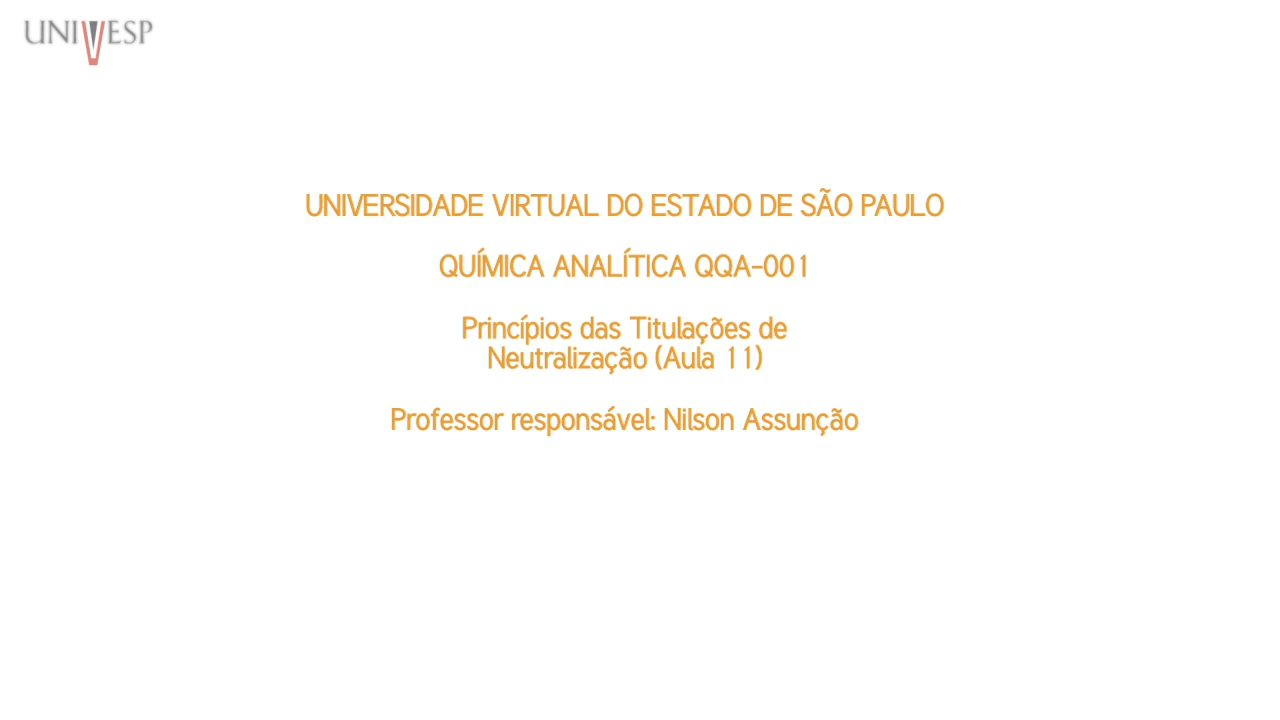 UNIVESP
UNIVERSIDADE VIRTUAL DO ESTADO DE SÃO PAULO
QUÍMICA ANALÍTICA QQA-001
Princípios das Titulações de
Neutralização (Aula 11)
Professor responsável: Nilson Assunção